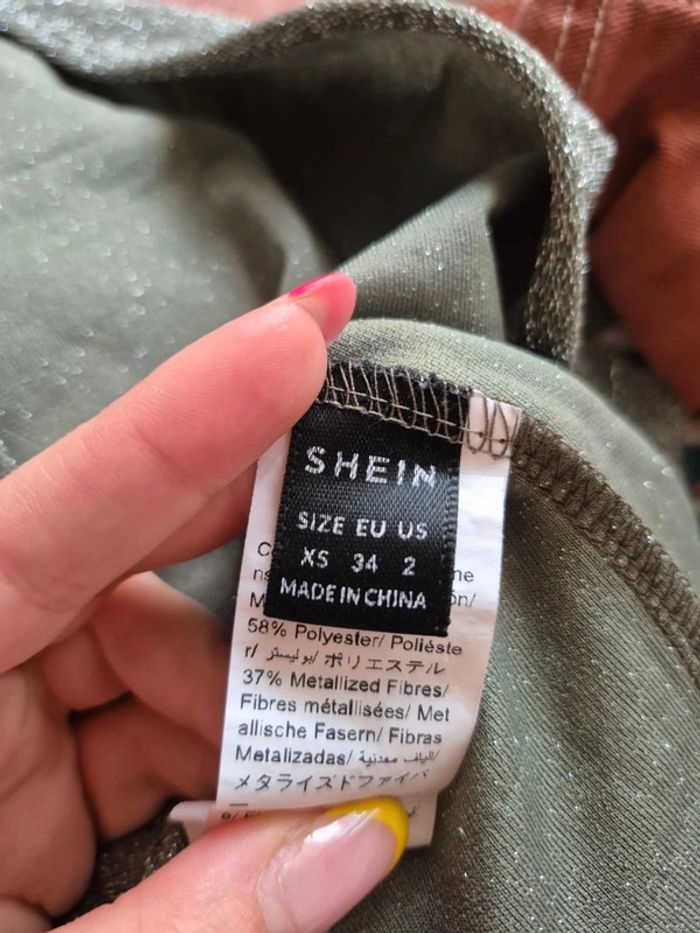 SHEIN
SIZE EU US
XS 34 2
MADE IN CHINA
58% Polyester/ Poliéste
r/ بوليستر/ ポリエステル
37% Metallized Fibres/
Fibres métallisées/ Met
allische Fasern/ Fibras
Metalizadas/ ألياف معدنية/
メタライズドファイバ